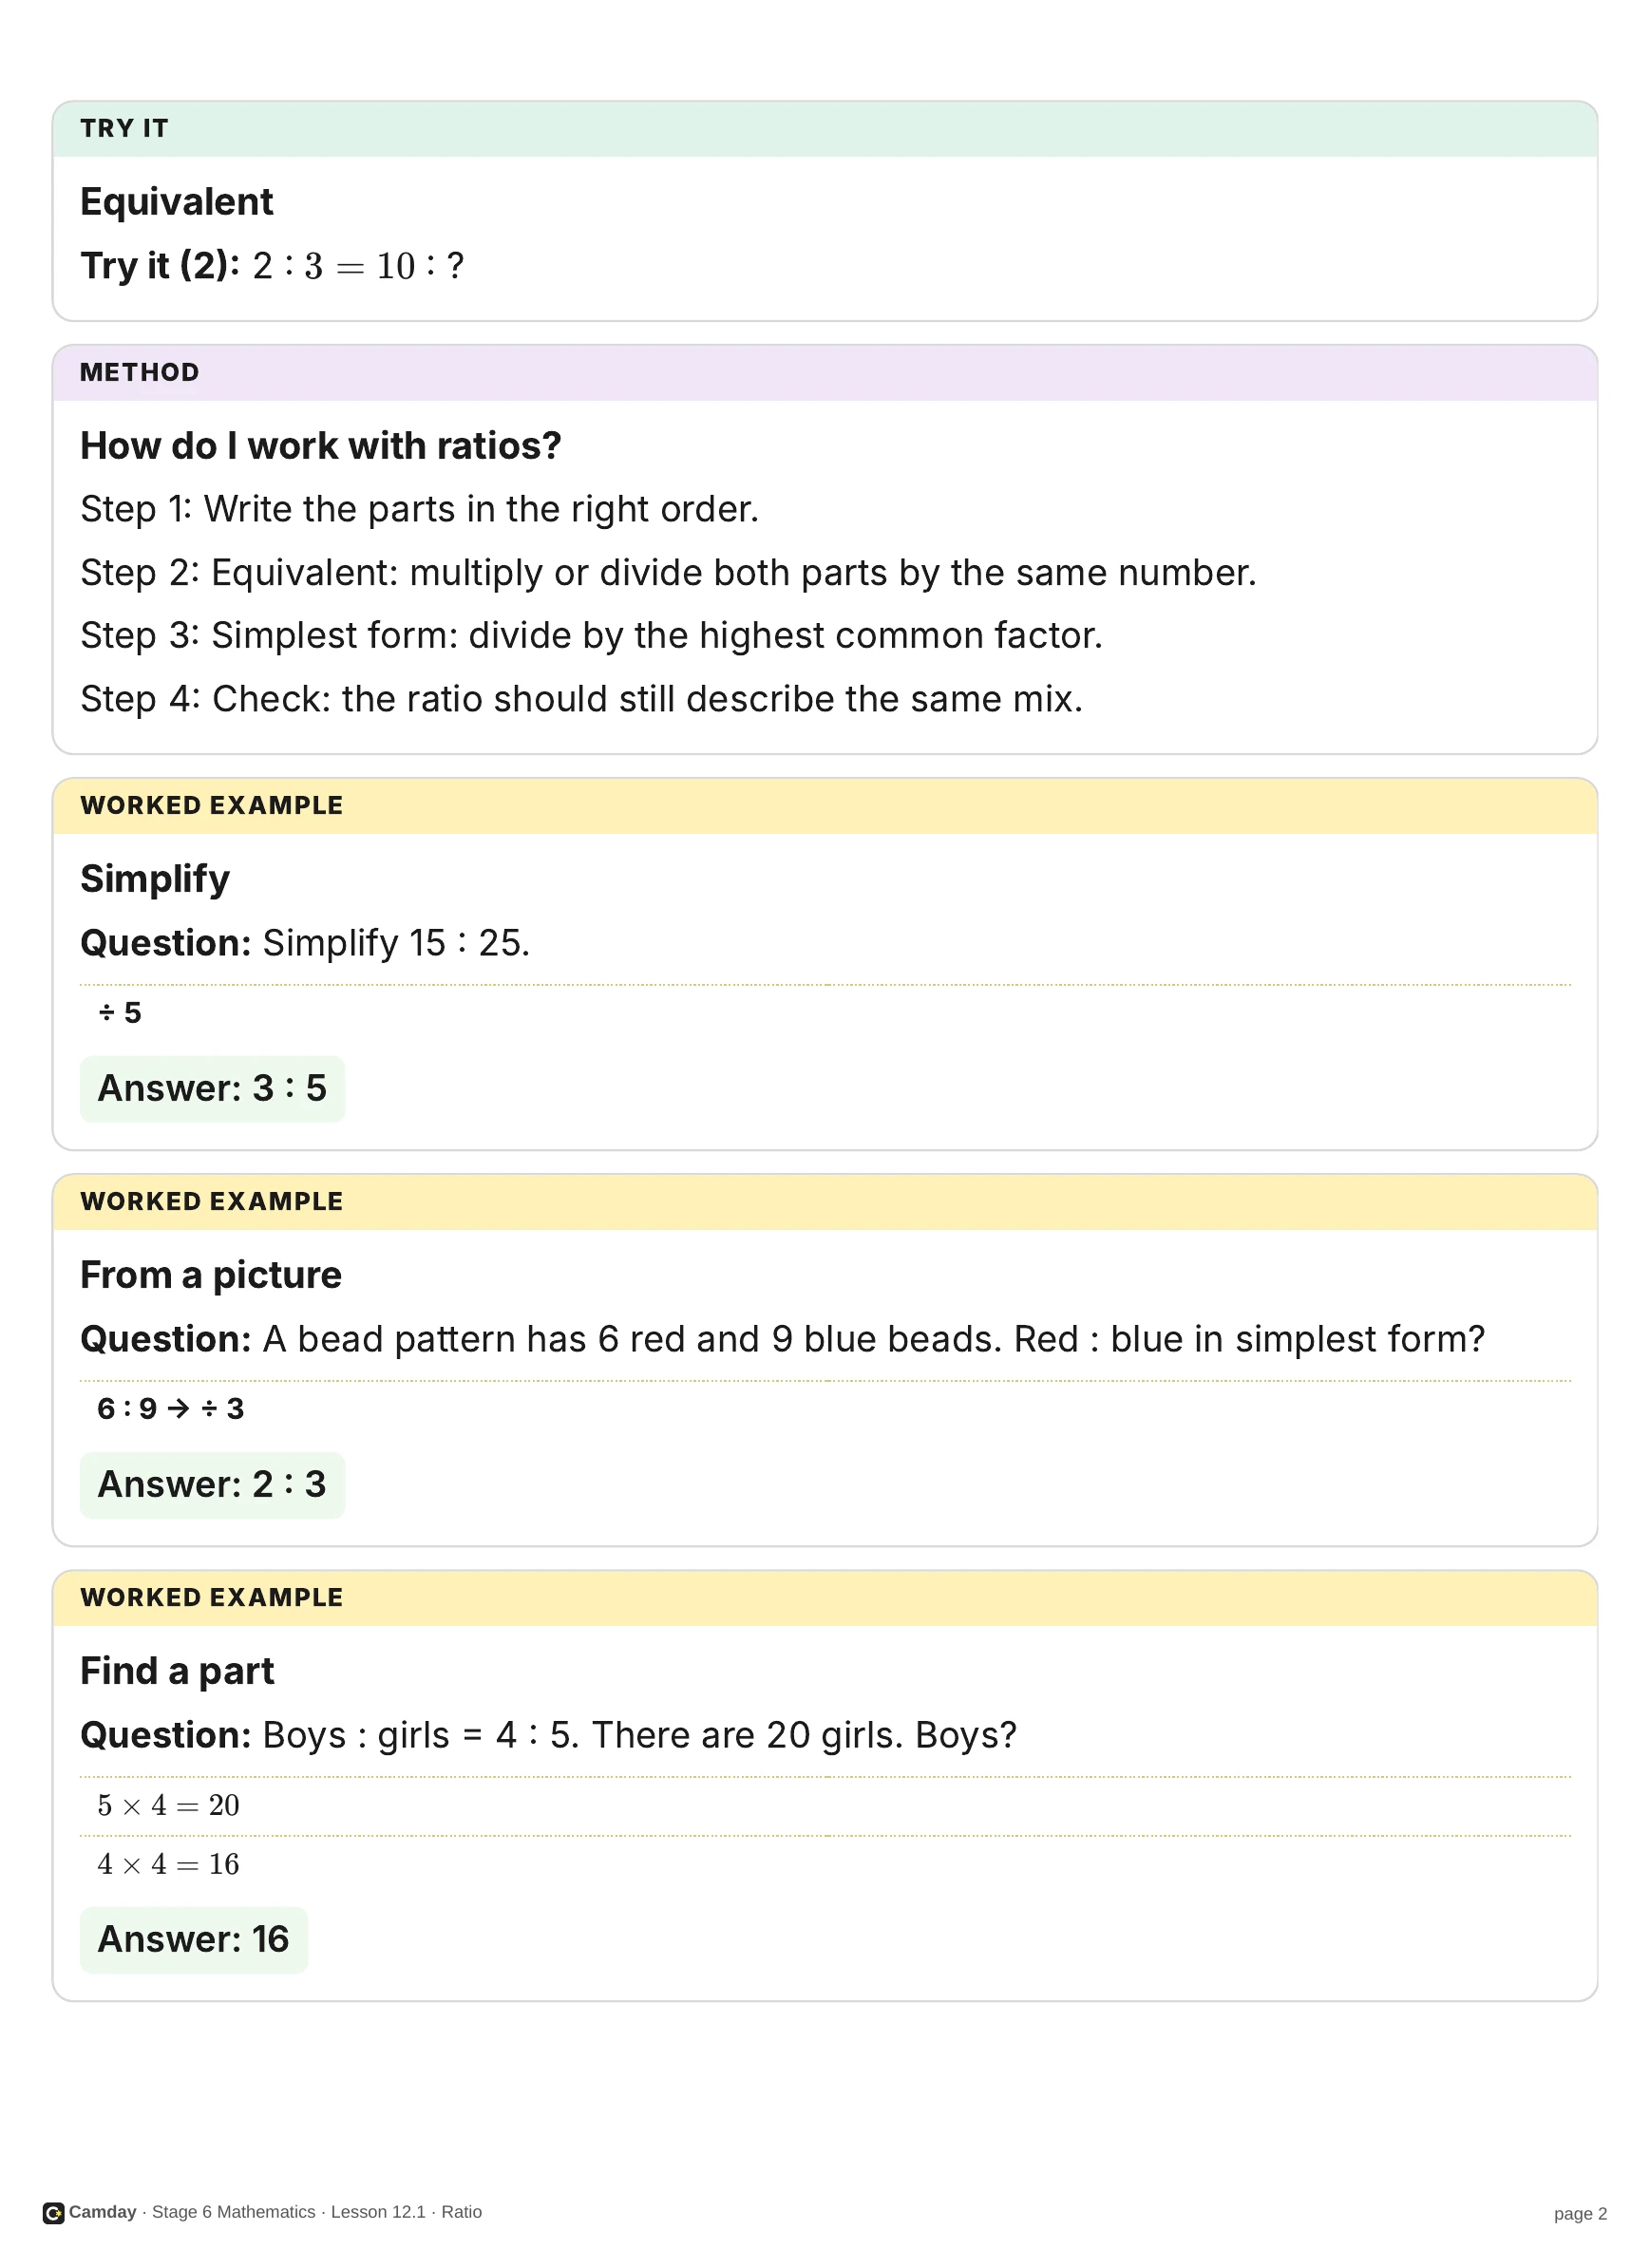 TRY IT
Equivalent
Try it (2): 2 : 3 = 10 : ?
METHOD
How do I work with ratios?
Step 1: Write the parts in the right order.
Step 2: Equivalent: multiply or divide both parts by the same number.
Step 3: Simplest form: divide by the highest common factor.
Step 4: Check: the ratio should still describe the same mix.
WORKED EXAMPLE
Simplify
Question: Simplify 15 : 25.
÷ 5
Answer: 3 : 5
WORKED EXAMPLE
From a picture
Question: A bead pattern has 6 red and 9 blue beads. Red : blue in simplest form?
6 : 9 → ÷ 3
Answer: 2 : 3
WORKED EXAMPLE
Find a part
Question: Boys : girls = 4 : 5. There are 20 girls. Boys?
5 × 4 = 20
4 × 4 = 16
Answer: 16
Camday · Stage 6 Mathematics · Lesson 12.1 · Ratio
page 2